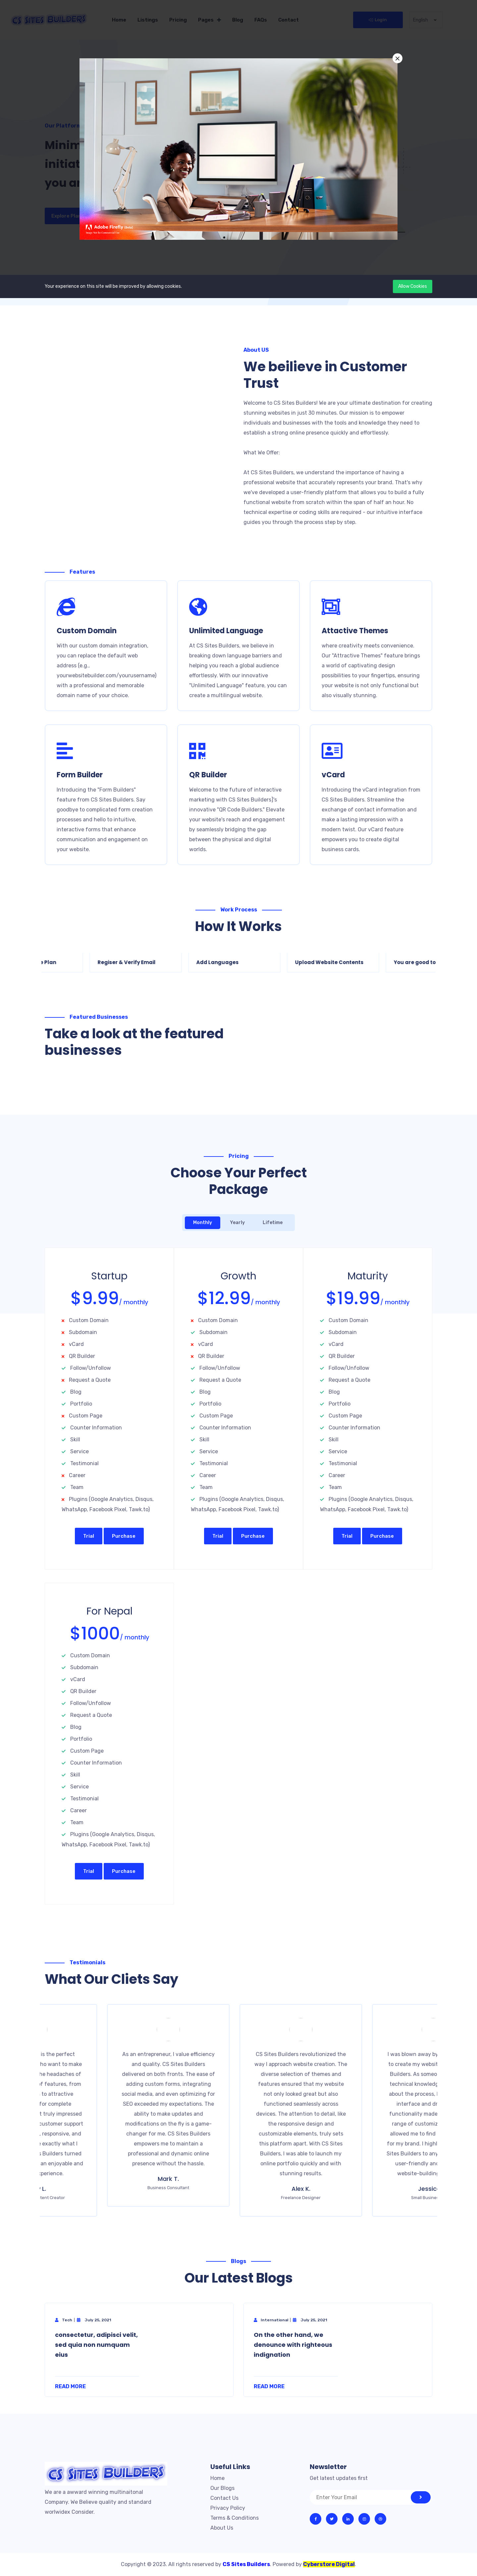 CS SITES BUILDERS
Home
Listings
Pricing
Pages
Blog
FAQs
Contact
Login
English
Our Platform
Minim
initiat
you ar
Explore Pla
Adobe Firefly
Your experience on this site will be improved by allowing cookies.
Allow Cookies
About US
We beilieve in Customer
Trust
Welcome to CS Sites Builders! We are your ultimate destination for creating
stunning websites in just 30 minutes. Our mission is to empower
individuals and businesses with the tools and knowledge they need to
establish a strong online presence quickly and effortlessly.
What We Offer:
At CS Sites Builders, we understand the importance of having a
professional website that accurately represents your brand. That's why
we've developed a user-friendly platform that allows you to build a fully
functional website from scratch within the span of half an hour. No
technical expertise or coding skills are required - our intuitive interface
guides you through the process step by step.
Features
Custom Domain
With our custom domain integration,
you can replace the default web
address (e.g.,
yourwebsitebuilder.com/yourusername)
with a professional and memorable
domain name of your choice.
Unlimited Language
At CS Sites Builders, we believe in
breaking down language barriers and
helping you reach a global audience
effortlessly. With our innovative
"Unlimited Language" feature, you can
create a multilingual website.
Attactive Themes
where creativity meets convenience.
Our "Attractive Themes" feature brings
a world of captivating design
possibilities to your fingertips, ensuring
your website is not only functional but
also visually stunning.
Form Builder
Introducing the "Form Builders"
feature from CS Sites Builders. Say
goodbye to complicated form creation
processes and hello to intuitive,
interactive forms that enhance
communication and engagement on
your website.
QR Builder
Welcome to the future of interactive
marketing with CS Sites Builders]'s
innovative "QR Code Builders." Elevate
your website's reach and engagement
by seamlessly bridging the gap
between the physical and digital
worlds.
vCard
Introducing the vCard integration from
CS Sites Builders. Streamline the
exchange of contact information and
make a lasting impression with a
modern twist. Our vCard feature
empowers you to create digital
business cards.
Work Process
How It Works
Plan
Regiser & Verify Email
Add Languages
Upload Website Contents
You are good to
Featured Businesses
Take a look at the featured
businesses
Pricing
Choose Your Perfect
Package
Monthly
Yearly
Lifetime
Startup
$9.99/ monthly
Custom Domain
Subdomain
vCard
QR Builder
Follow/Unfollow
Request a Quote
Blog
Portfolio
Custom Page
Counter Information
Skill
Service
Testimonial
Career
Team
Plugins (Google Analytics, Disqus,
WhatsApp, Facebook Pixel, Tawk.to)
Trial
Purchase
Growth
$12.99/ monthly
Custom Domain
Subdomain
vCard
QR Builder
Follow/Unfollow
Request a Quote
Blog
Portfolio
Custom Page
Counter Information
Skill
Service
Testimonial
Career
Team
Plugins (Google Analytics, Disqus,
WhatsApp, Facebook Pixel, Tawk.to)
Trial
Purchase
Maturity
$19.99/ monthly
Custom Domain
Subdomain
vCard
QR Builder
Follow/Unfollow
Request a Quote
Blog
Portfolio
Custom Page
Counter Information
Skill
Service
Testimonial
Career
Team
Plugins (Google Analytics, Disqus,
WhatsApp, Facebook Pixel, Tawk.to)
Trial
Purchase
For Nepal
$1000/ monthly
Custom Domain
Subdomain
vCard
QR Builder
Follow/Unfollow
Request a Quote
Blog
Portfolio
Custom Page
Counter Information
Skill
Service
Testimonial
Career
Team
Plugins (Google Analytics, Disqus,
WhatsApp, Facebook Pixel, Tawk.to)
Trial
Purchase
Testimonials
What Our Cliets Say
is the perfect
ho want to make
he headaches of
f features, from
to attractive
for complete
t truly impressed
customer support
, responsive, and
exactly what I
Builders turned
an enjoyable and
perience.
L.
tent Creator
As an entrepreneur, I value efficiency
and quality. CS Sites Builders
delivered on both fronts. The ease of
adding custom forms, integrating
social media, and even optimizing for
SEO exceeded my expectations. The
ability to make updates and
modifications on the fly is a game-
changer for me. CS Sites Builders
empowers me to maintain a
professional and dynamic online
presence without the hassle.
Mark T.
Business Consultant
CS Sites Builders revolutionized the
way I approach website creation. The
diverse selection of themes and
features ensured that my website
not only looked great but also
functioned seamlessly across
devices. The attention to detail, like
the responsive design and
customizable elements, truly sets
this platform apart. With CS Sites
Builders, I was able to launch my
online portfolio quickly and with
stunning results.
Alex K.
Freelance Designer
I was blown away by
to create my websit
Builders. As someo
technical knowledg
about the process,
interface and dr
functionality made
range of custom
allowed me to find
for my brand. I highl
Sites Builders to any
user-friendly an
website-buildin
Jessic
Small Busine
Blogs
Our Latest Blogs
Tech | July 25, 2021
consectetur, adipisci velit,
sed quia non numquam
eius
READ MORE
International | July 25, 2021
On the other hand, we
denounce with righteous
indignation
READ MORE
CS SITES BUILDERS
We are a awward winning multinaitonal
Company. We Believe quality and standard
worlwidex Consider.
Useful Links
Home
Our Blogs
Contact Us
Privacy Policy
Terms & Conditions
About Us
Newsletter
Get latest updates first
Enter Your Email
Copyright © 2023. All rights reserved by CS Sites Builders. Powered by Cyberstore Digital.